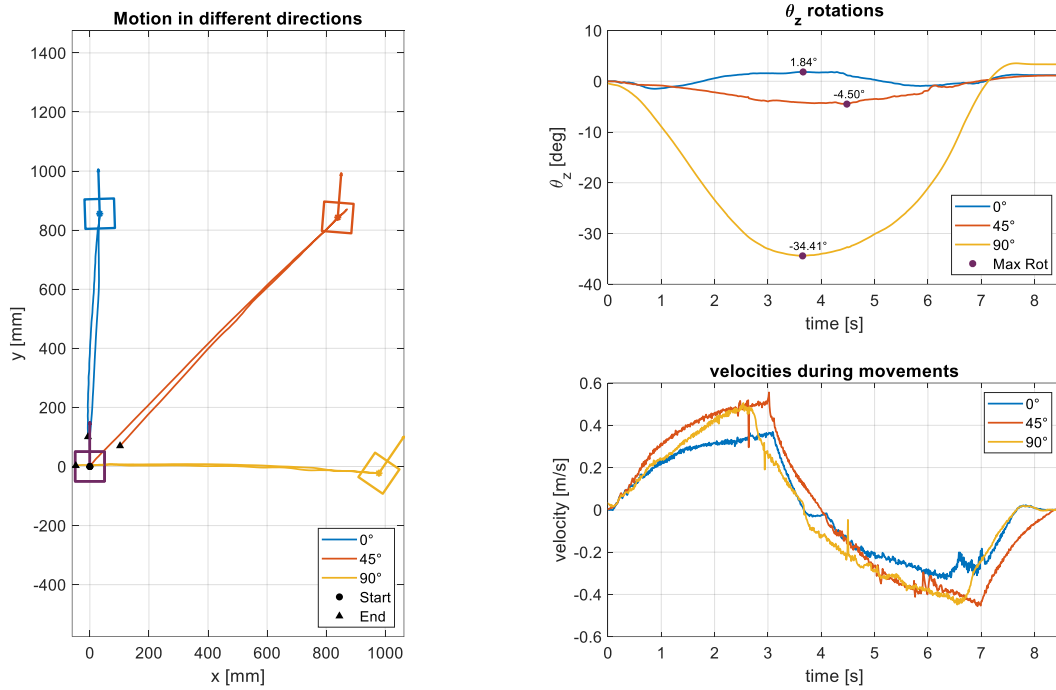 Motion in different directions
1400
1200
1000
800
600
400
200
0
-200
-400
y [mm]
0 200 400 600 800 1000
x [mm]
0°
45°
90°
Start
End
θz rotations
10
0
-10
-20
-30
-40
θz [deg]
1.84°
-4.50°
-34.41°
0°
45°
90°
Max Rot
0 1 2 3 4 5 6 7 8
time [s]
velocities during movements
0.6
0.4
0.2
0
-0.2
-0.4
-0.6
velocity [m/s]
0°
45°
90°
0 1 2 3 4 5 6 7 8
time [s]